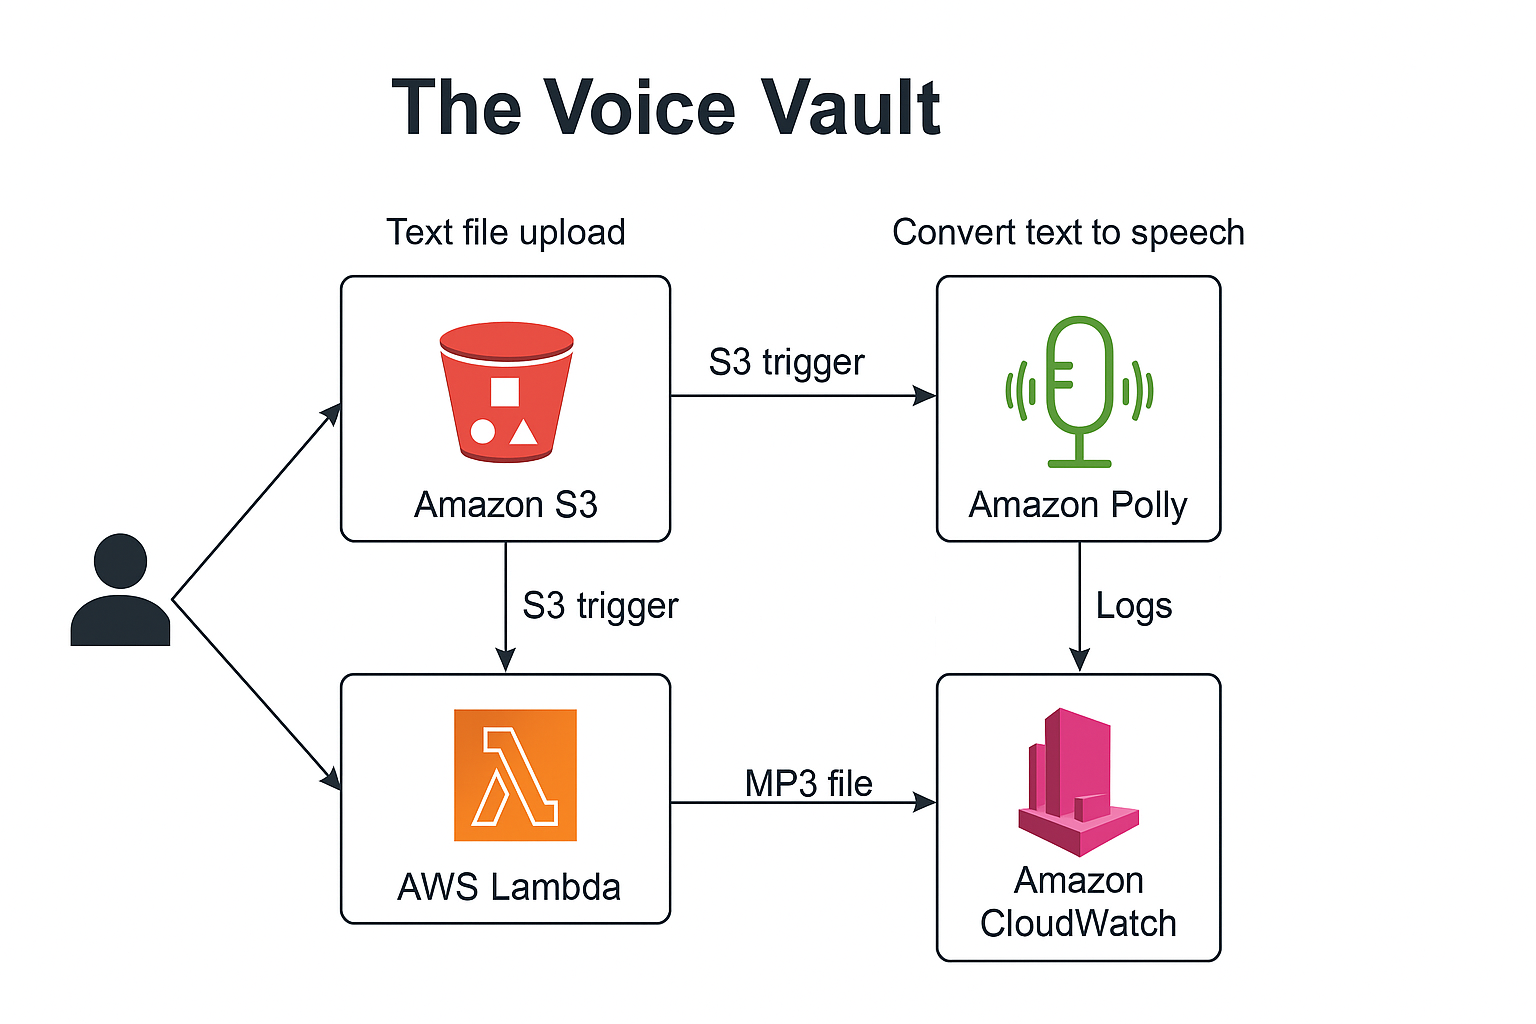 The Voice Vault
Text file upload
Convert text to speech
S3 trigger
Amazon S3
Amazon Polly
S3 trigger
Logs
MP3 file
AWS Lambda
Amazon
CloudWatch